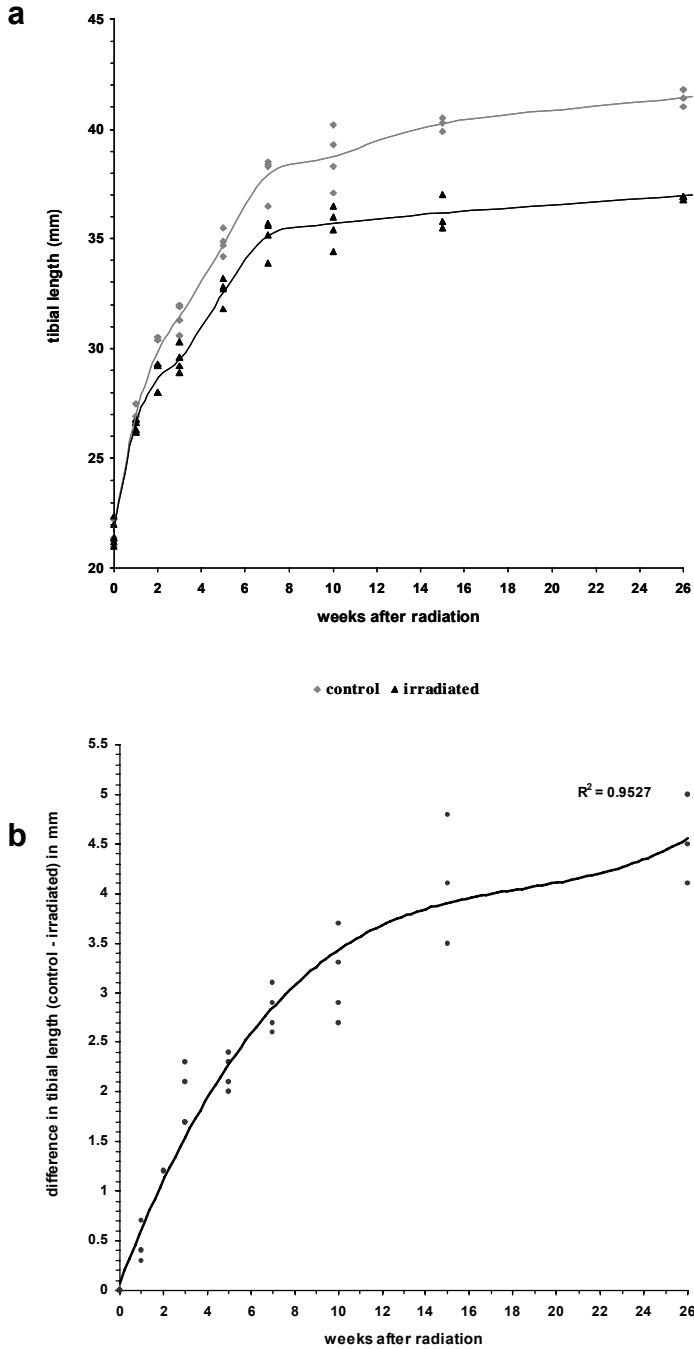 a
45
40
35
30
25
20
tibial length (mm)
0 2 4 6 8 10 12 14 16 18 20 22 24 26
weeks after radiation
control irradiated
b
5.5
5
4.5
4
3.5
3
2.5
2
1.5
1
0.5
0
difference in tibial length (control - irradiated) in mm
R² = 0.9527
0 2 4 6 8 10 12 14 16 18 20 22 24 26
weeks after radiation